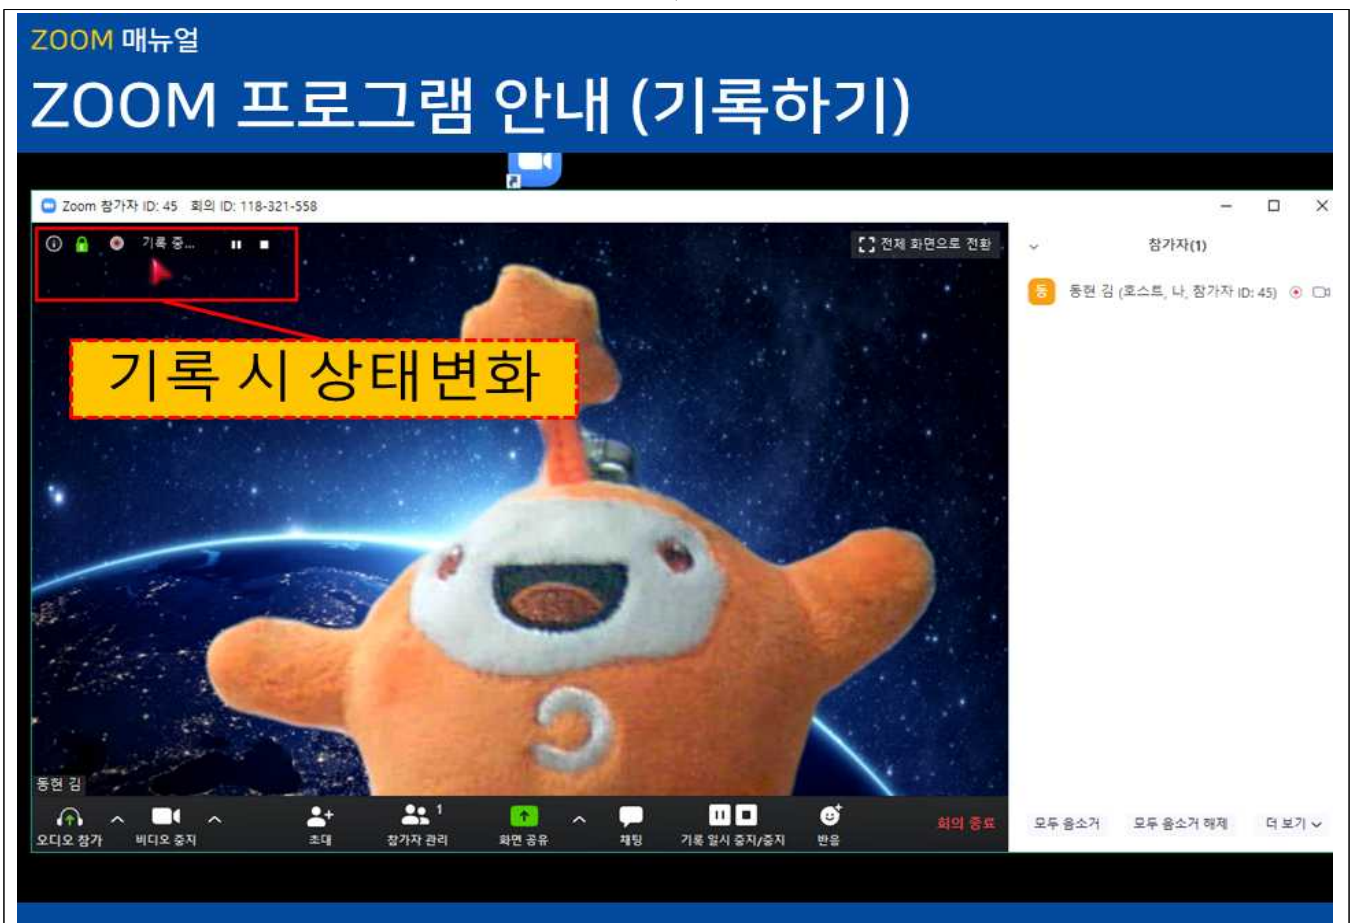 ZOOM 매뉴얼
ZOOM 프로그램 안내 (기록하기)
Zoom 참가자 ID: 45 회의 ID: 118-321-558
기록 중...
전체 화면으로 전환
참가자(1)
동
동현 김 (호스트, 나, 참가자 ID: 45)
기록 시 상태변화
동현 김
오디오 참가
비디오 중지
초대
1
참가자 관리
화면 공유
채팅
기록 일시 중지/중지
반응
회의 종료
모두 음소거
모두 음소거 해제
더 보기